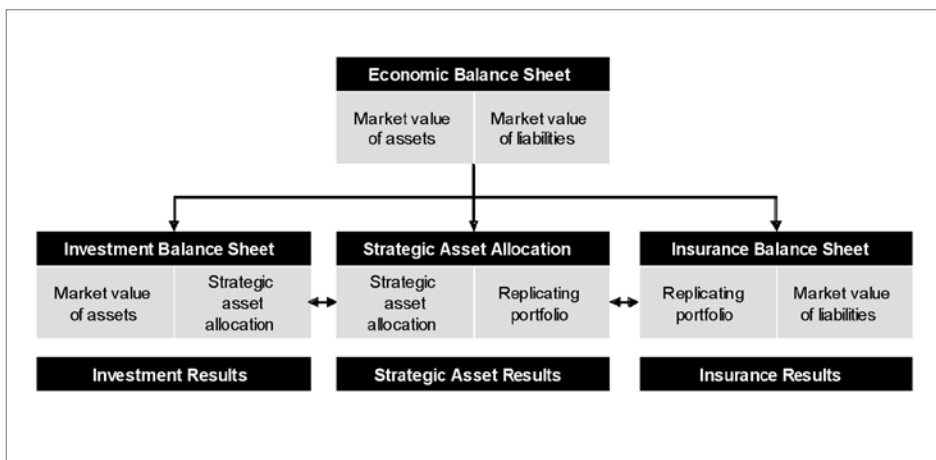 Economic Balance Sheet
Market value
of assets
Market value
of liabilities
Investment Balance Sheet
Market value
of assets
Strategic
asset
allocation
Strategic Asset Allocation
Strategic
asset
allocation
Replicating
portfolio
Insurance Balance Sheet
Replicating
portfolio
Market value
of liabilities
Investment Results
Strategic Asset Results
Insurance Results